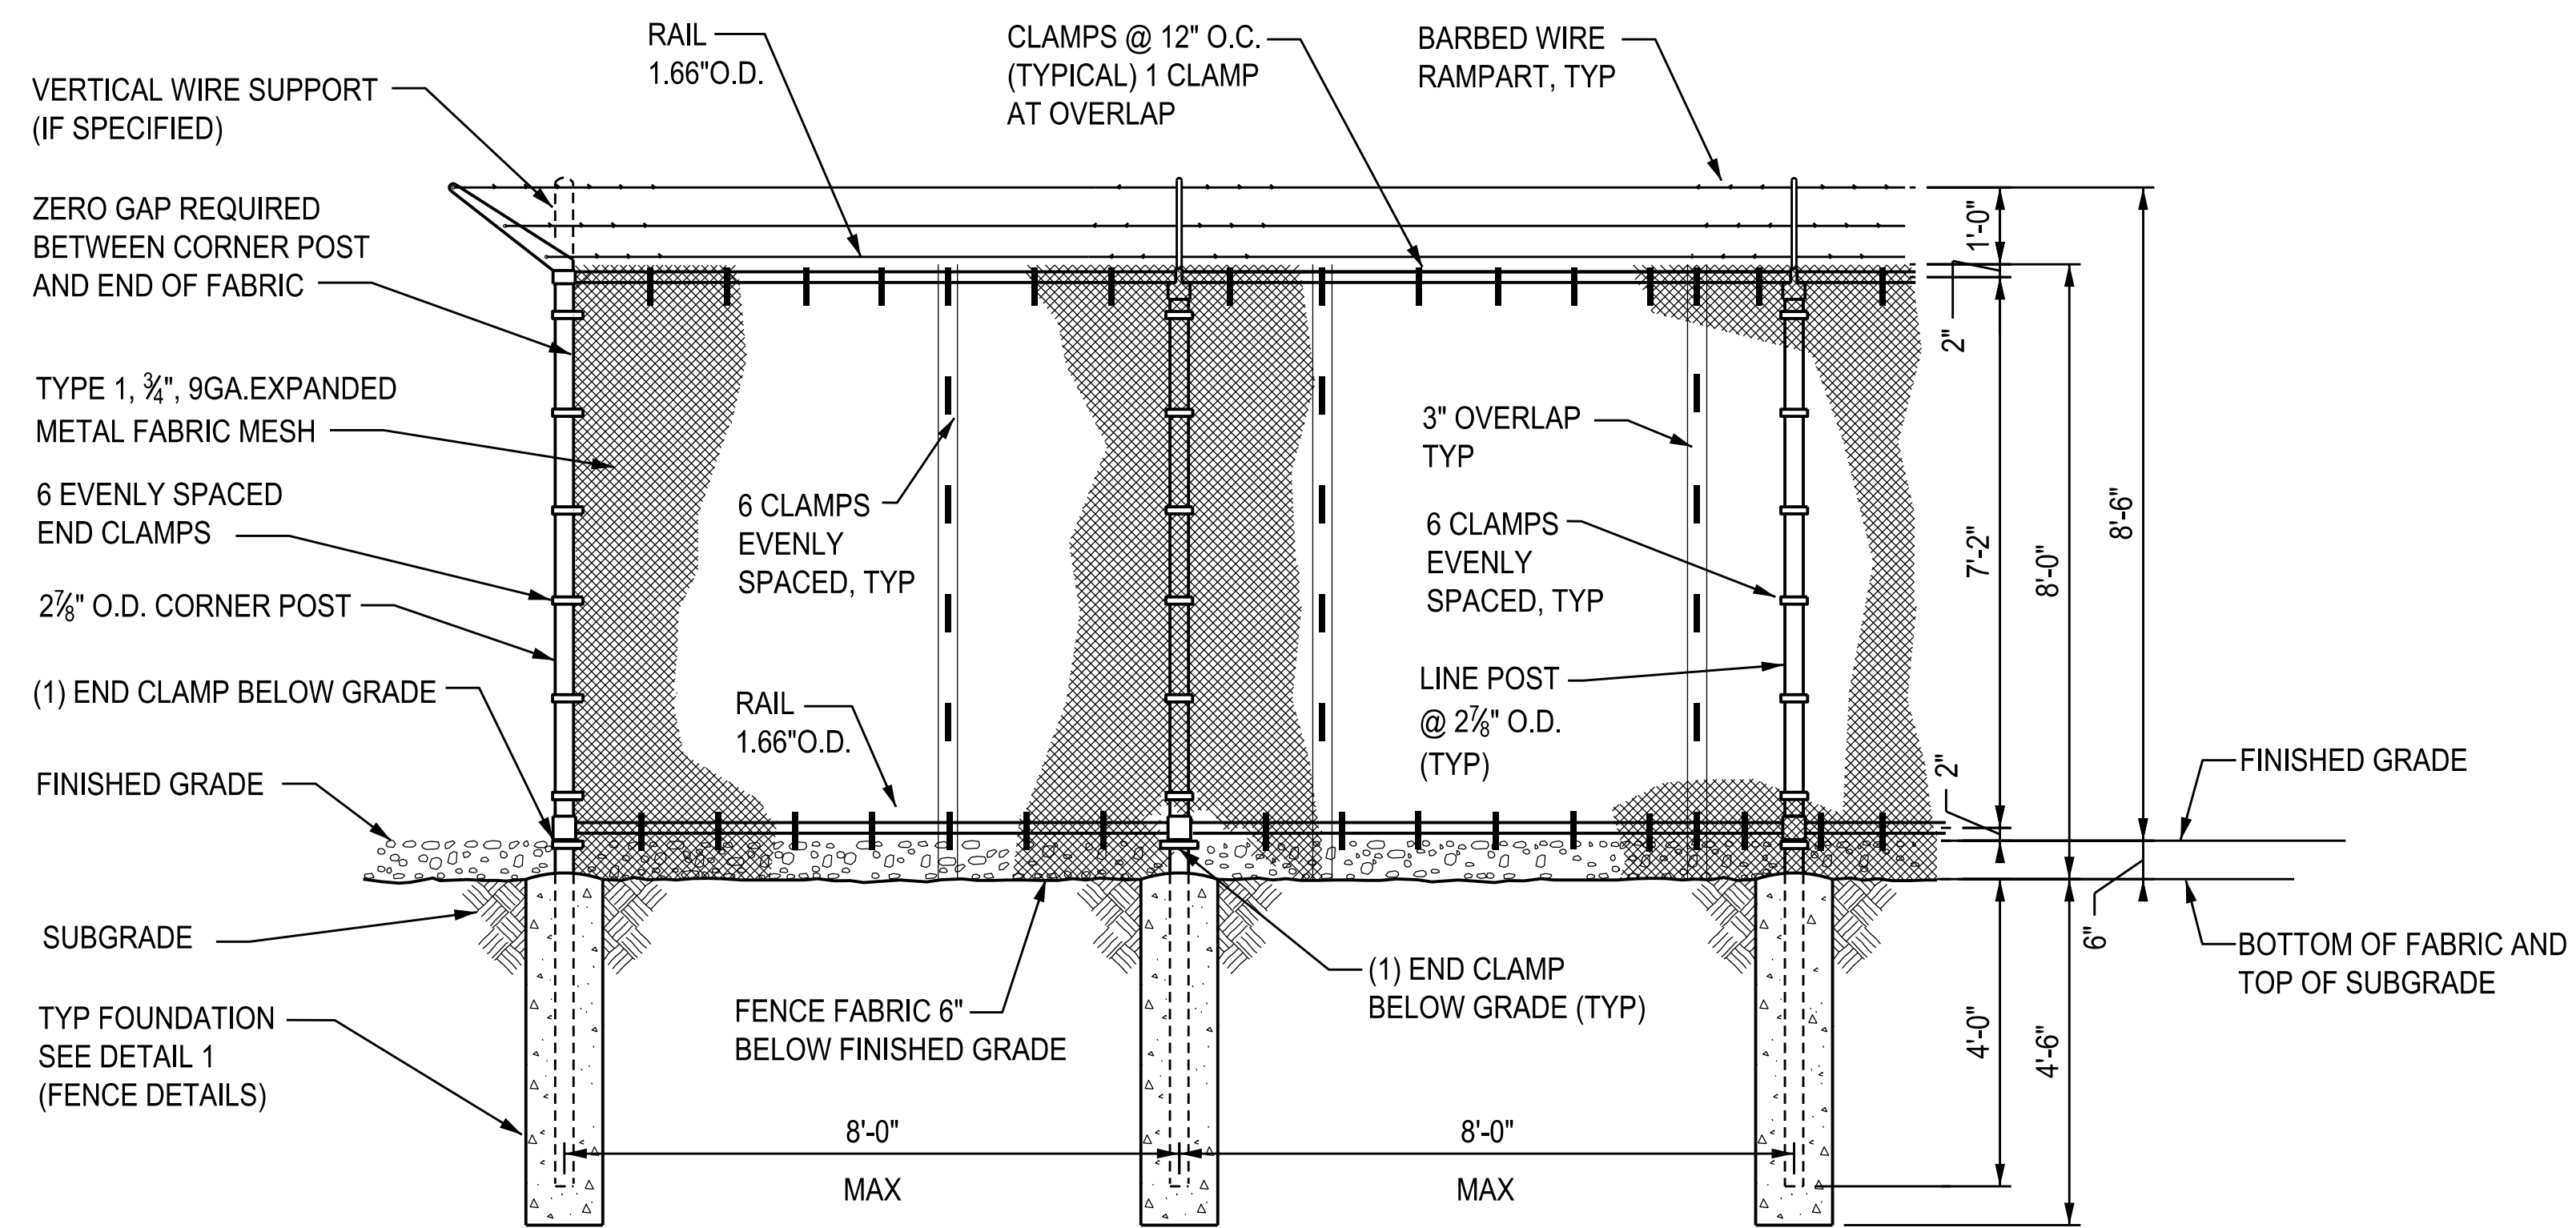 RAIL
1.66"O.D.
CLAMPS @ 12" O.C.
(TYPICAL) 1 CLAMP
AT OVERLAP
BARBED WIRE
RAMPART, TYP
VERTICAL WIRE SUPPORT
(IF SPECIFIED)
ZERO GAP REQUIRED
BETWEEN CORNER POST
AND END OF FABRIC
TYPE 1, ¾", 9GA.EXPANDED
METAL FABRIC MESH
6 EVENLY SPACED
END CLAMPS
2⅞" O.D. CORNER POST
(1) END CLAMP BELOW GRADE
FINISHED GRADE
SUBGRADE
TYP FOUNDATION
SEE DETAIL 1
(FENCE DETAILS)
6 CLAMPS
EVENLY
SPACED, TYP
RAIL
1.66"O.D.
FENCE FABRIC 6"
BELOW FINISHED GRADE
8'-0"
MAX
3" OVERLAP
TYP
6 CLAMPS
EVENLY
SPACED, TYP
LINE POST
@ 2⅞" O.D.
(TYP)
(1) END CLAMP
BELOW GRADE (TYP)
8'-0"
MAX
1'-0"
2"
7'-2"
2"
4'-0"
8'-0"
4'-6"
8'-6"
6"
FINISHED GRADE
BOTTOM OF FABRIC AND
TOP OF SUBGRADE